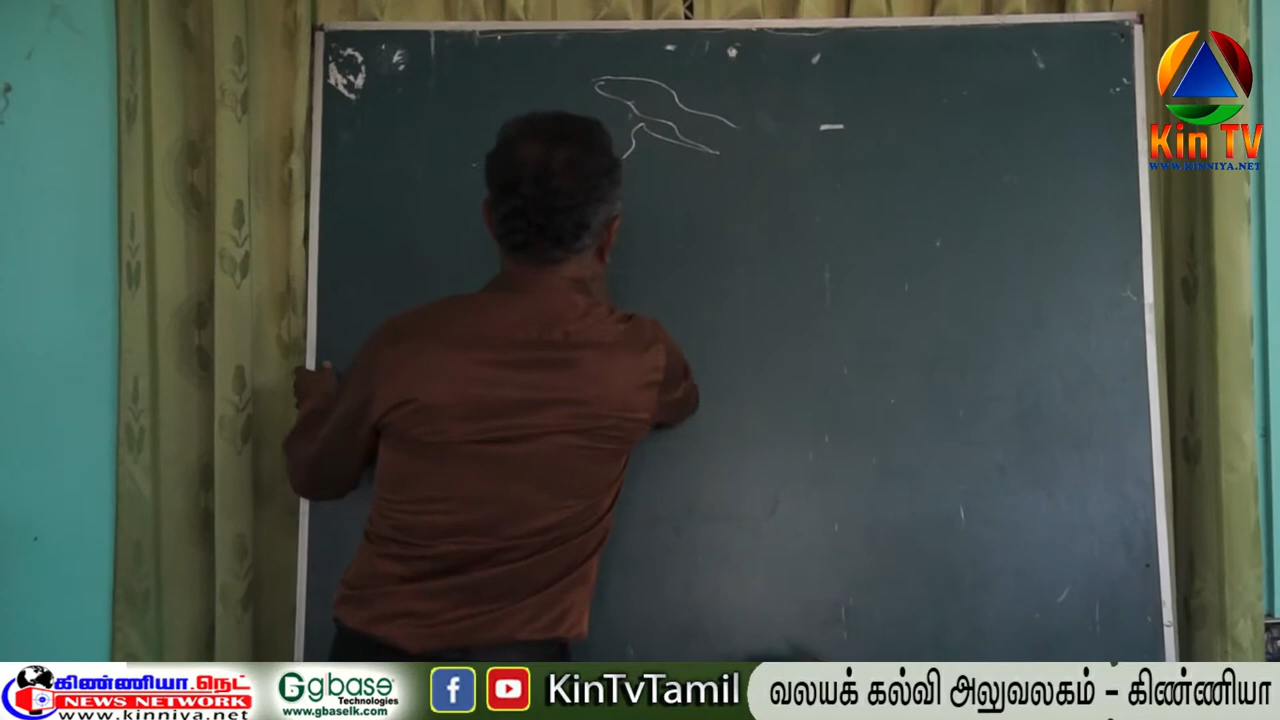 Kin TV
WWW.KINNIYA.NET
கிண்ணியா.நெட்
NEWS NETWORK
www.kinniya.net
Ggbase
Technologies
www.gbaselk.com
f
KinTvTamil
வலயக் கல்வி அலுவலகம் - கிண்ணியா